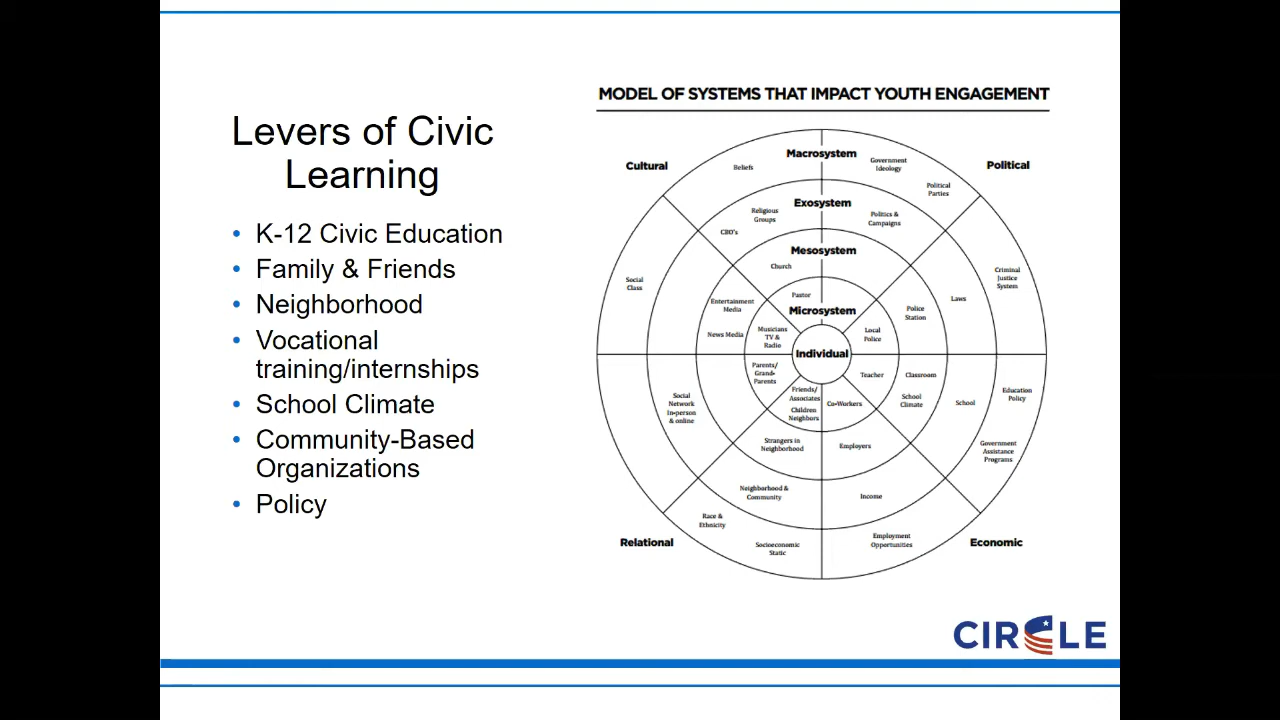 Levers of Civic
Learning
• K-12 Civic Education
• Family & Friends
• Neighborhood
• Vocational
training/internships
• School Climate
• Community-Based
Organizations
• Policy
MODEL OF SYSTEMS THAT IMPACT YOUTH ENGAGEMENT
Cultural
Political
Relational
Economic
Macrosystem
Beliefs
Government
Ideology
Political
Parties
Exosystem
Religious
Groups
CBO's
Politics &
Campaigns
Mesosystem
Church
Pastor
Microsystem
Individual
Social
Class
Entertainment
Media
News Media
Musicians
TV &
Radio
Local
Police
Police
Station
Laws
Criminal
Justice
System
Parents/
Grand-
Parents
Friends/
Associates
Children
Neighbors
Co-Workers
Teacher
Classroom
School
Climate
School
Education
Policy
Government
Assistance
Programs
Social
Network
In-person
& online
Strangers in
Neighborhood
Employers
Neighborhood &
Community
Income
Race &
Ethnicity
Socioeconomic
Static
Employment
Opportunities
CIRCLE